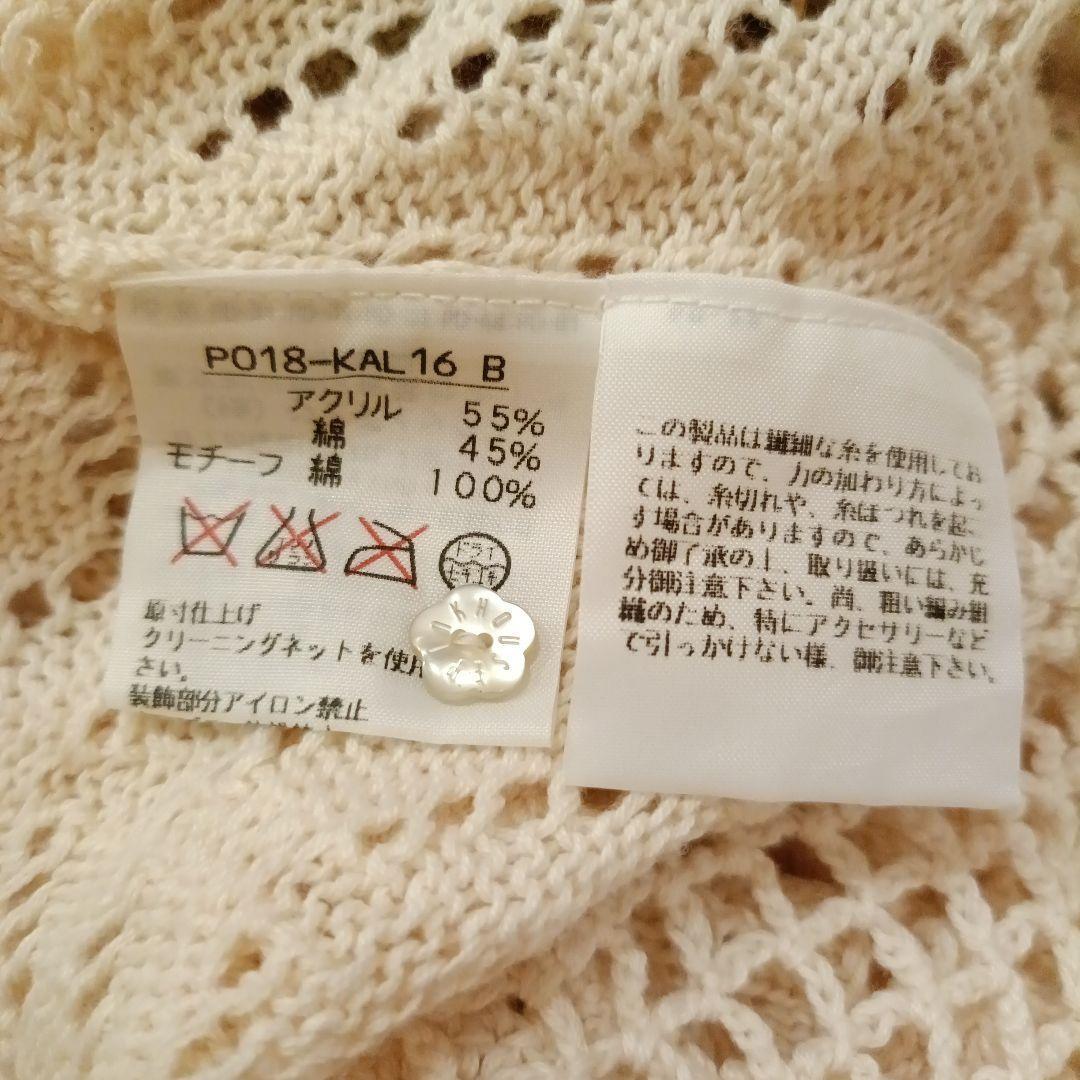 P018-KAL16 B
アクリル 55%
綿 45%
モチーフ 綿 100%
ドライ
セキユ系
原寸仕上げ
クリーニングネットを使用
さい。
装飾部分アイロン禁止
この製品は繊細な糸を使用してお
りますので、力の加わり方によっ
ては、糸切れや、糸ほつれを起こ
す場合がありますので、あらかじ
め御了承の上、取り扱いには、充
分御注意下さい。尚、粗い編み組
織のため、特にアクセサリーなど
で引っかけない様、御注意下さい。